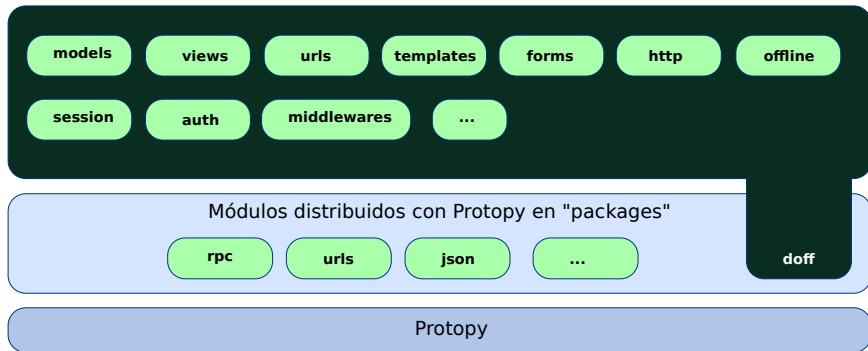 models views urls templates forms http offline
session auth middlewares ...
Módulos distribuidos con Protopy en "packages"
rpc urls json ... doff
Protopy